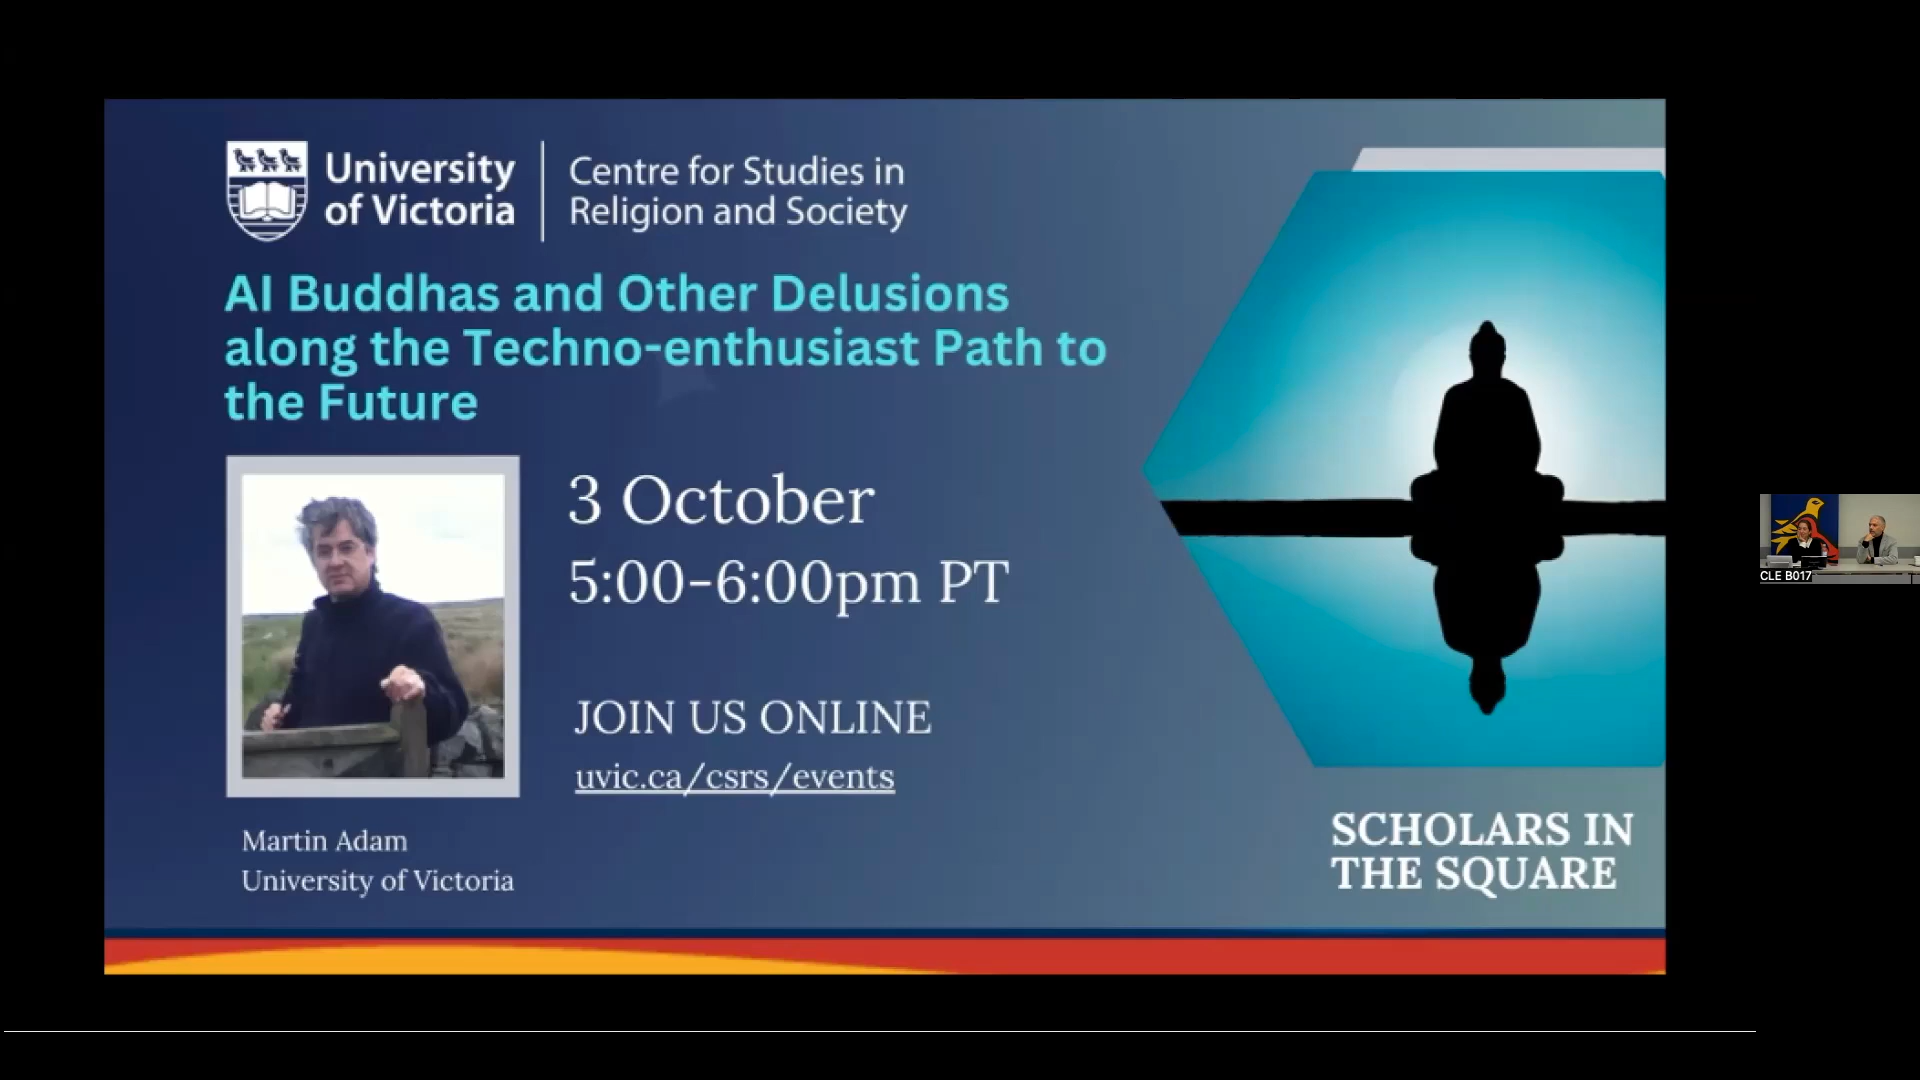 University
of Victoria
Centre for Studies in
Religion and Society
AI Buddhas and Other Delusions
along the Techno-enthusiast Path to
the Future
3 October
5:00-6:00pm PT
JOIN US ONLINE
uvic.ca/csrs/events
Martin Adam
University of Victoria
SCHOLARS IN
THE SQUARE
CLE B017